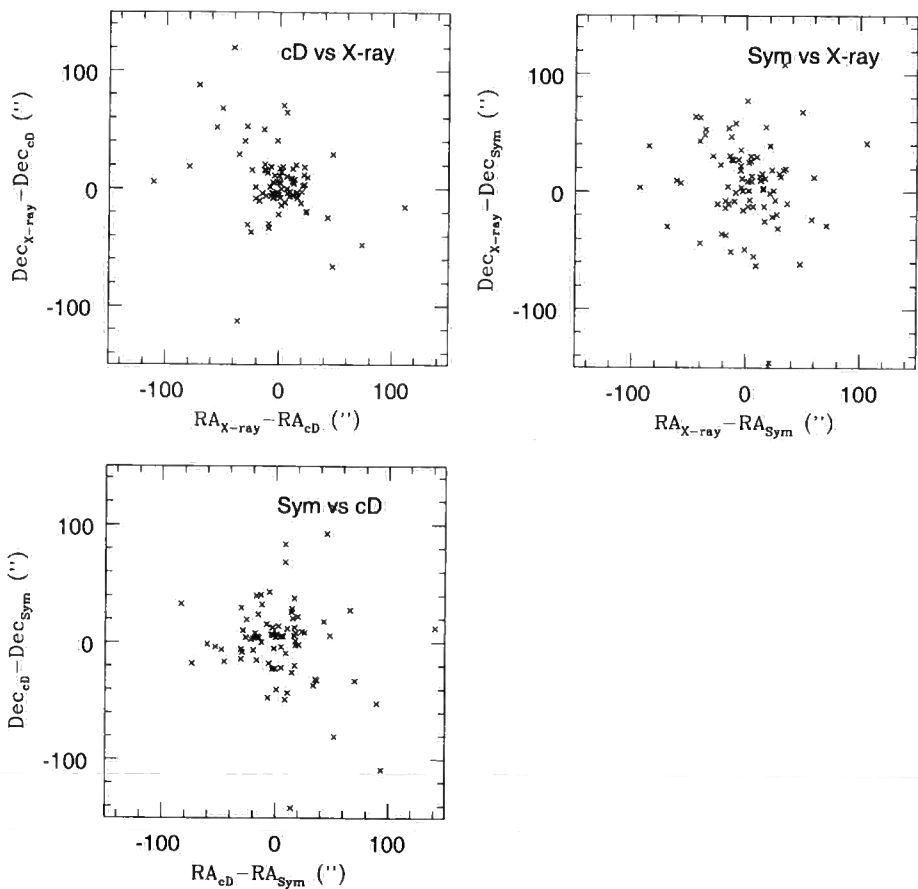 cD vs X-ray
100
0
-100
-100
0
100
Dec_X-ray−Dec_cD ('')
RA_X-ray−RA_cD ('')
Sym vs X-ray
100
0
-100
-100
0
100
Dec_X-ray−Dec_Sym ('')
RA_X-ray−RA_Sym ('')
Sym vs cD
100
0
-100
-100
0
100
Dec_cD−Dec_Sym ('')
RA_cD−RA_Sym ('')